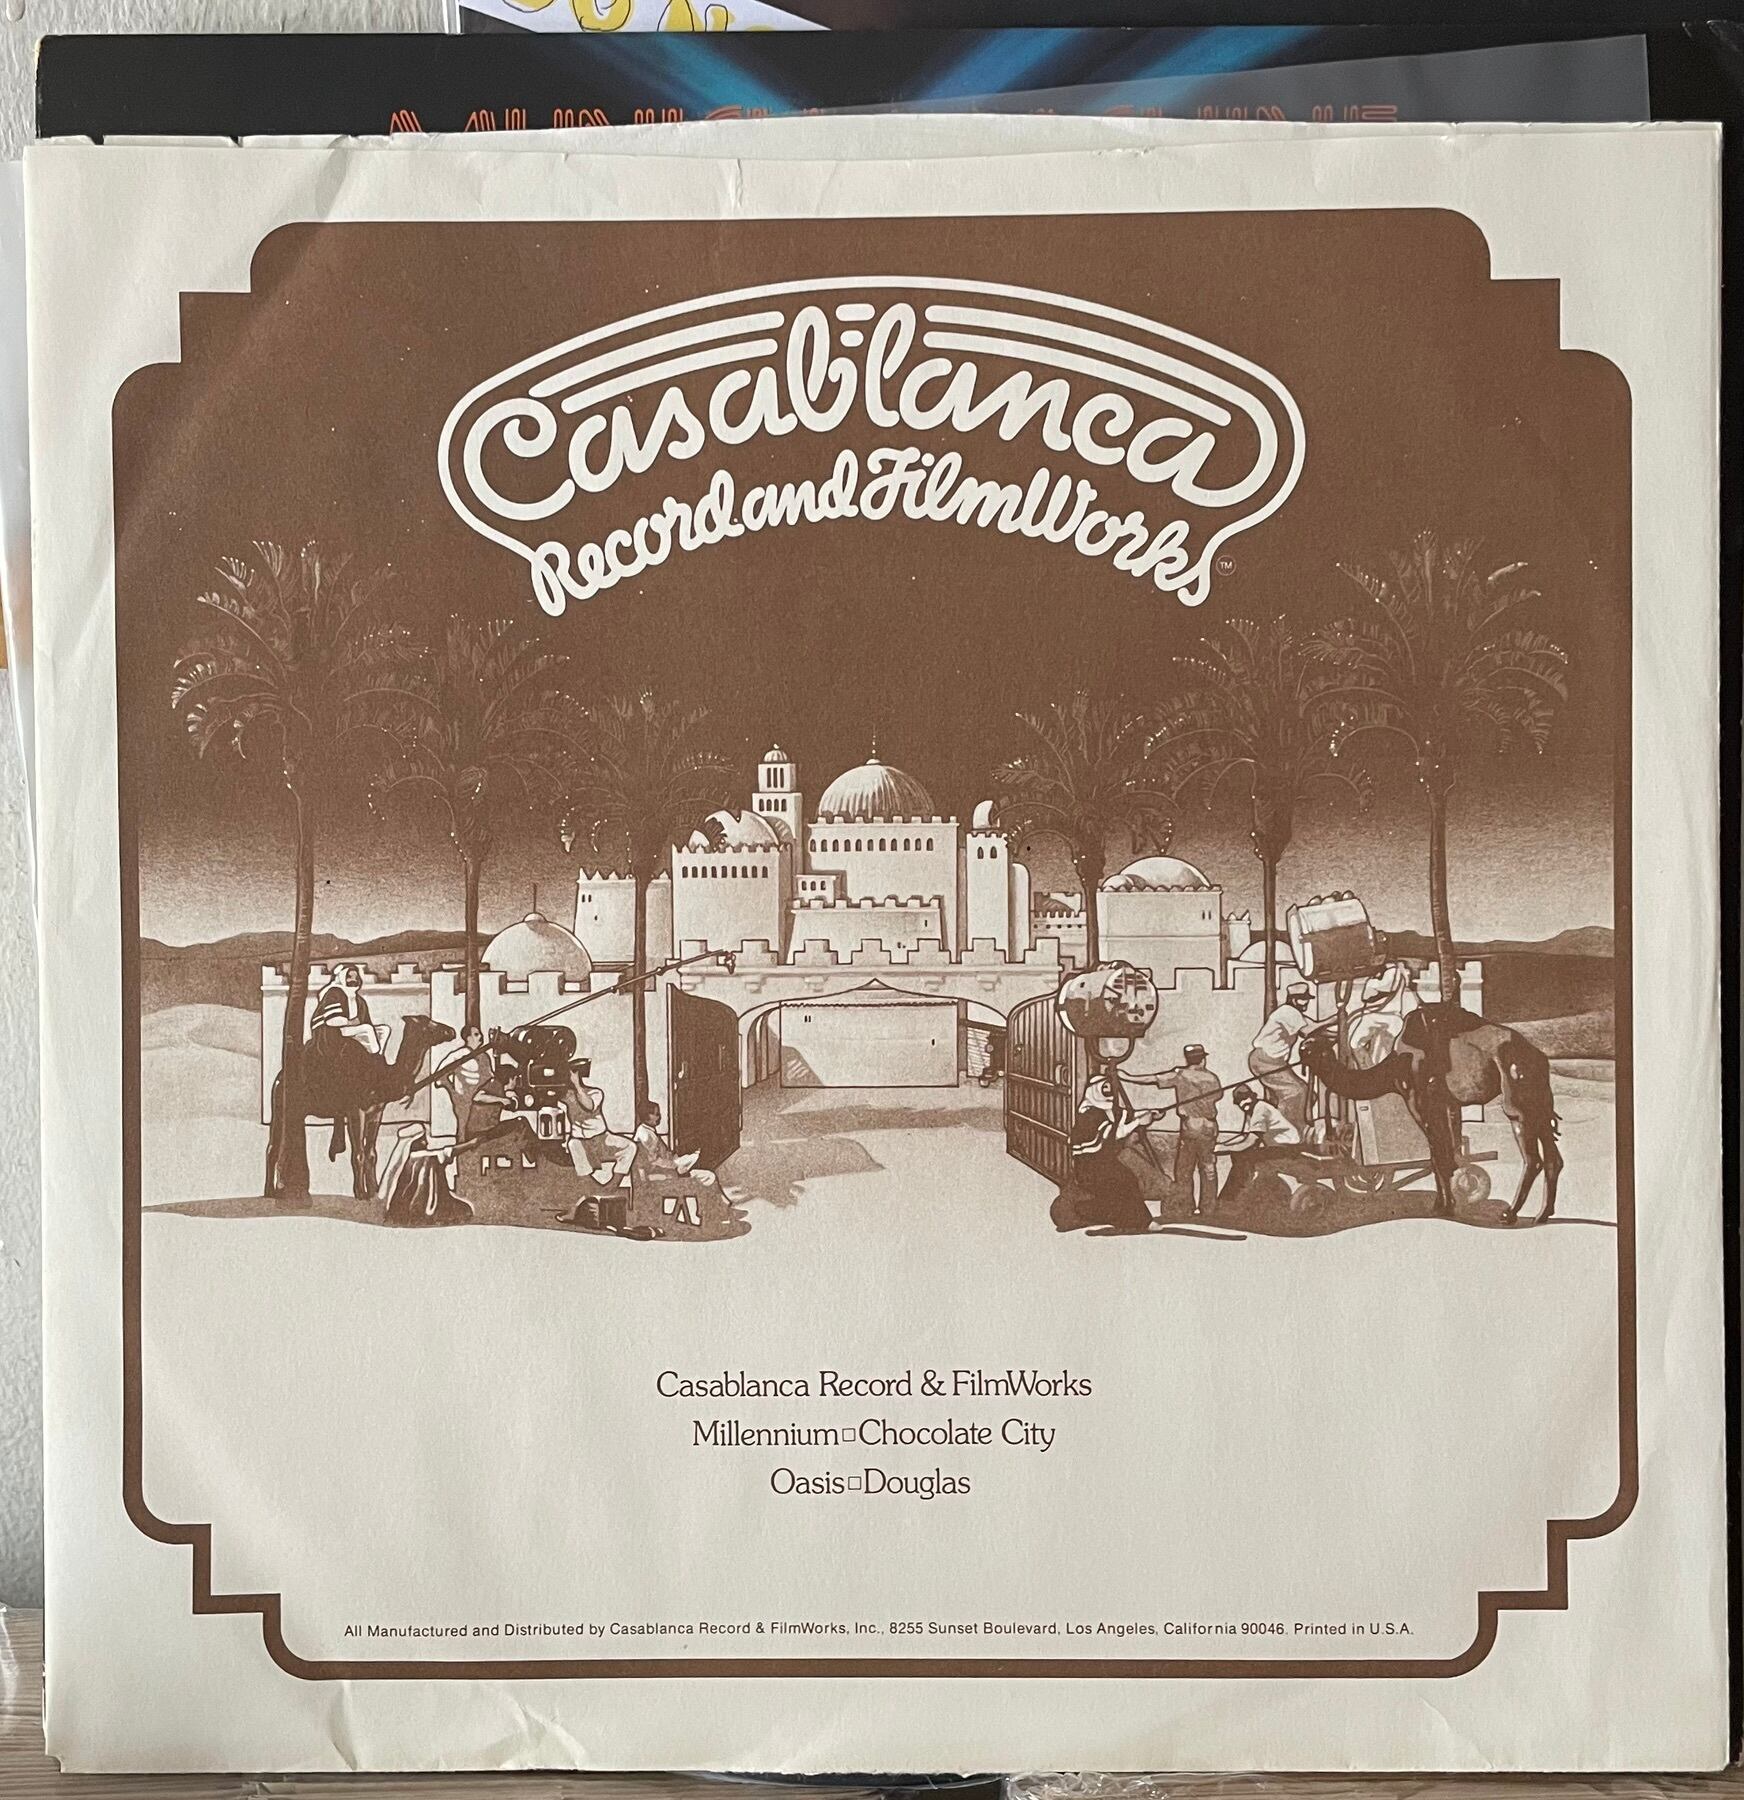 Casablanca
Record and FilmWorks
TM
Casablanca Record & FilmWorks
Millennium□Chocolate City
Oasis□Douglas
All Manufactured and Distributed by Casablanca Record & FilmWorks, Inc., 8255 Sunset Boulevard, Los Angeles, California 90046. Printed in U.S.A.